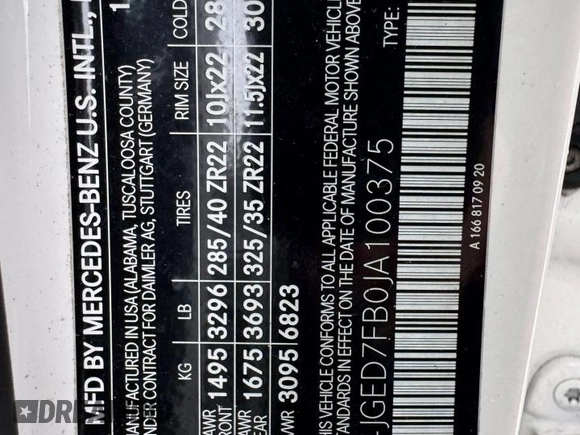 MFD BY MERCEDES-BENZ U.S. INTL.,
MANUFACTURED IN USA (ALABAMA, TUSCALOOSA COUNTY)
UNDER CONTRACT FOR DAIMLER AG, STUTTGART (GERMANY)
KG LB TIRES RIM SIZE COLD
GAWR FRONT 1495 3296 285/40 ZR22 10Jx22 28
GAWR REAR 1675 3693 325/35 ZR22 11.5Jx22 30
GVWR 3095 6823
THIS VEHICLE CONFORMS TO ALL APPLICABLE FEDERAL MOTOR VEHICLE
IN EFFECT ON THE DATE OF MANUFACTURE SHOWN ABOVE
JGED7FB0JA100375 TYPE:
A 166 817 09 20